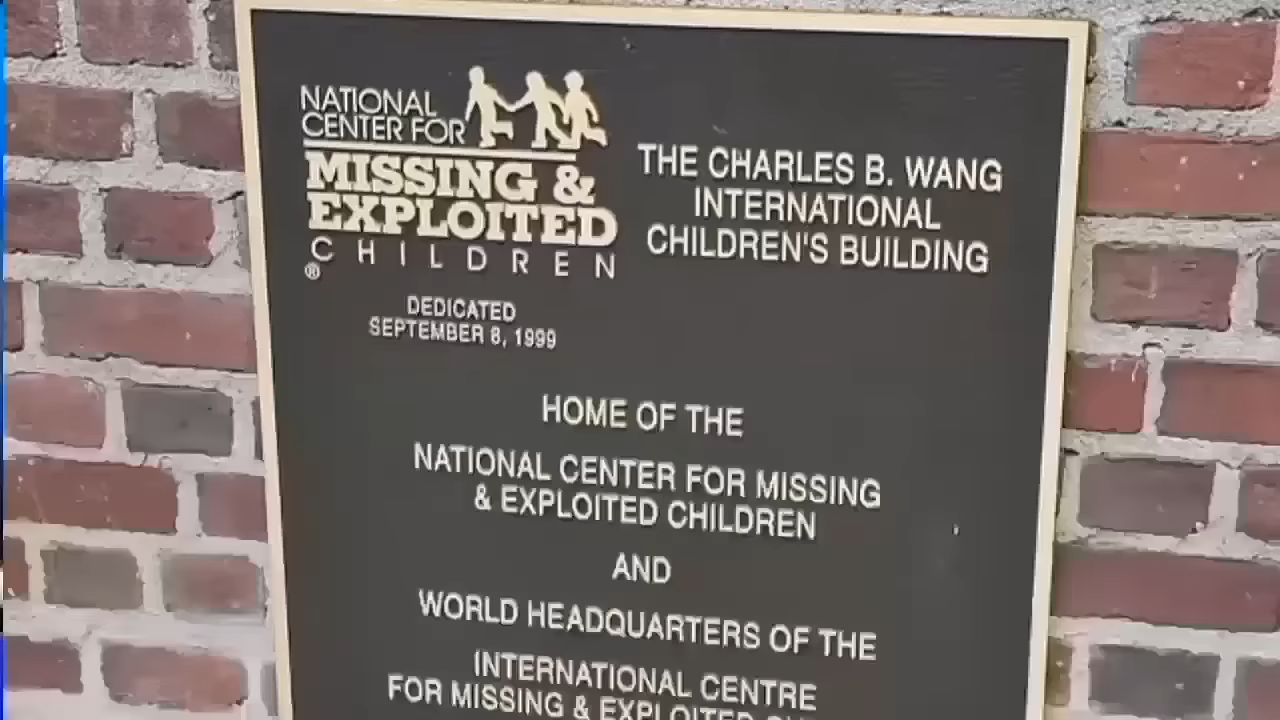 NATIONAL
CENTER FOR
MISSING &
EXPLOITED
CHILDREN
®
DEDICATED
SEPTEMBER 8, 1999
THE CHARLES B. WANG
INTERNATIONAL
CHILDREN'S BUILDING
HOME OF THE
NATIONAL CENTER FOR MISSING
& EXPLOITED CHILDREN
AND
WORLD HEADQUARTERS OF THE
INTERNATIONAL CENTRE
FOR MISSING & EXPLOITED